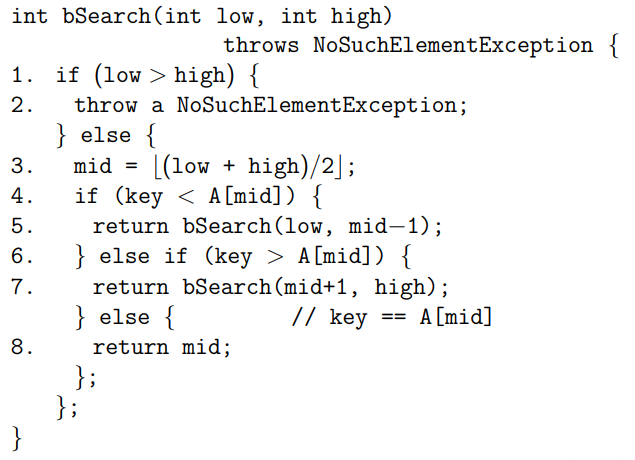 int bSearch(int low, int high)
throws NoSuchElementException {
1. if (low > high) {
2. throw a NoSuchElementException;
} else {
3. mid = ⌊(low + high)/2⌋;
4. if (key < A[mid]) {
5. return bSearch(low, mid−1);
6. } else if (key > A[mid]) {
7. return bSearch(mid+1, high);
} else { // key == A[mid]
8. return mid;
};
};
}